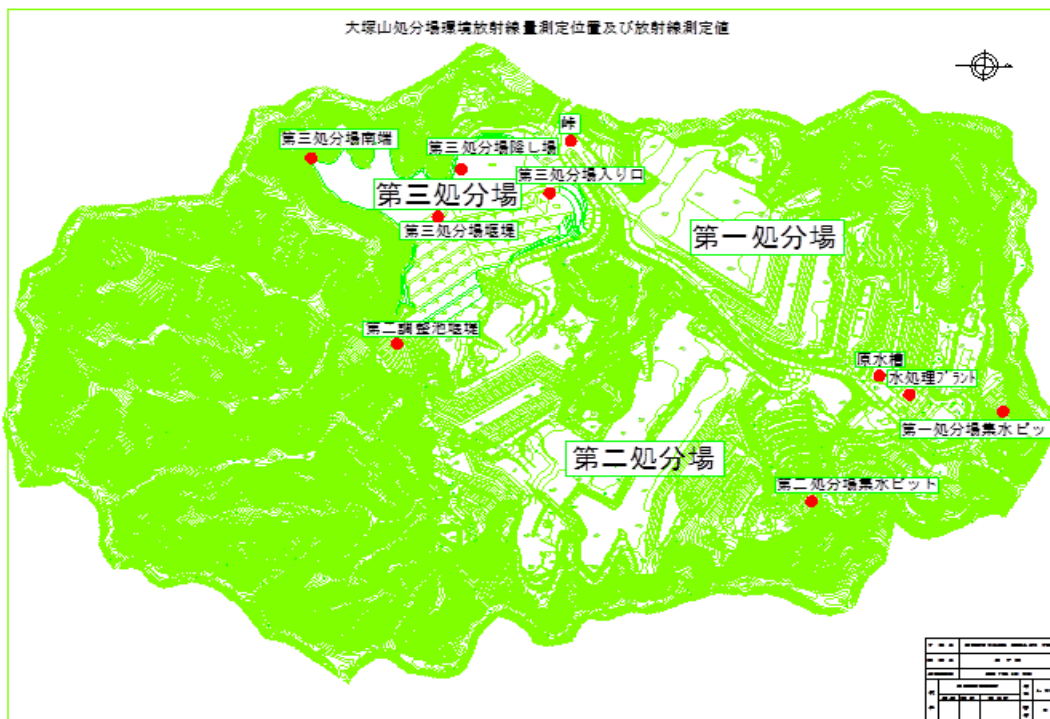 大塚山処分場環境放射線量測定位置及び放射線測定値
峠
第三処分場南端
第三処分場降し場
第三処分場入り口
第三処分場
第三処分場堰堤
第一処分場
第二調整池堰堤
原水槽
水処理プラント
第一処分場集水ピッ
第二処分場
第二処分場集水ピット